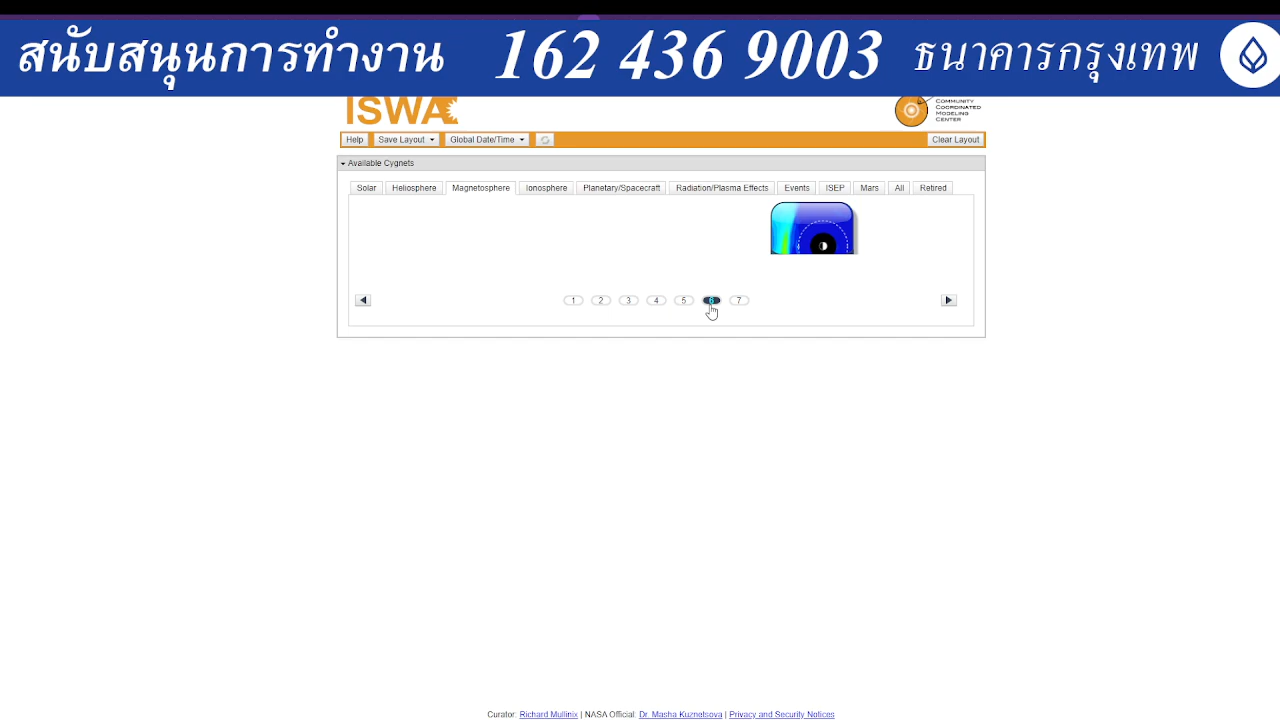 สนับสนุนการทำงาน 162 436 9003 ธนาคารกรุงเทพ
ISWA
COMMUNITY
COORDINATED
MODELING
CENTER
Help Save Layout Global Date/Time Clear Layout
Available Cygnets
Solar Heliosphere Magnetosphere Ionosphere Planetary/Spacecraft Radiation/Plasma Effects Events ISEP Mars All Retired
1 2 3 4 5 6 7
Curator: Richard Mullinix | NASA Official: Dr. Masha Kuznetsova | Privacy and Security Notices